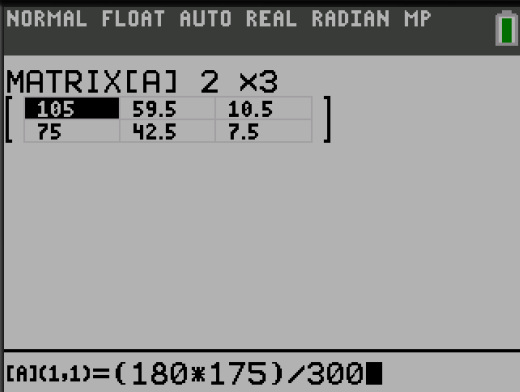 NORMAL FLOAT AUTO REAL RADIAN MP
MATRIX[A] 2 ×3
[ 105 59.5 10.5 ]
[ 75 42.5 7.5 ]
[A](1,1)=(180*175)/300